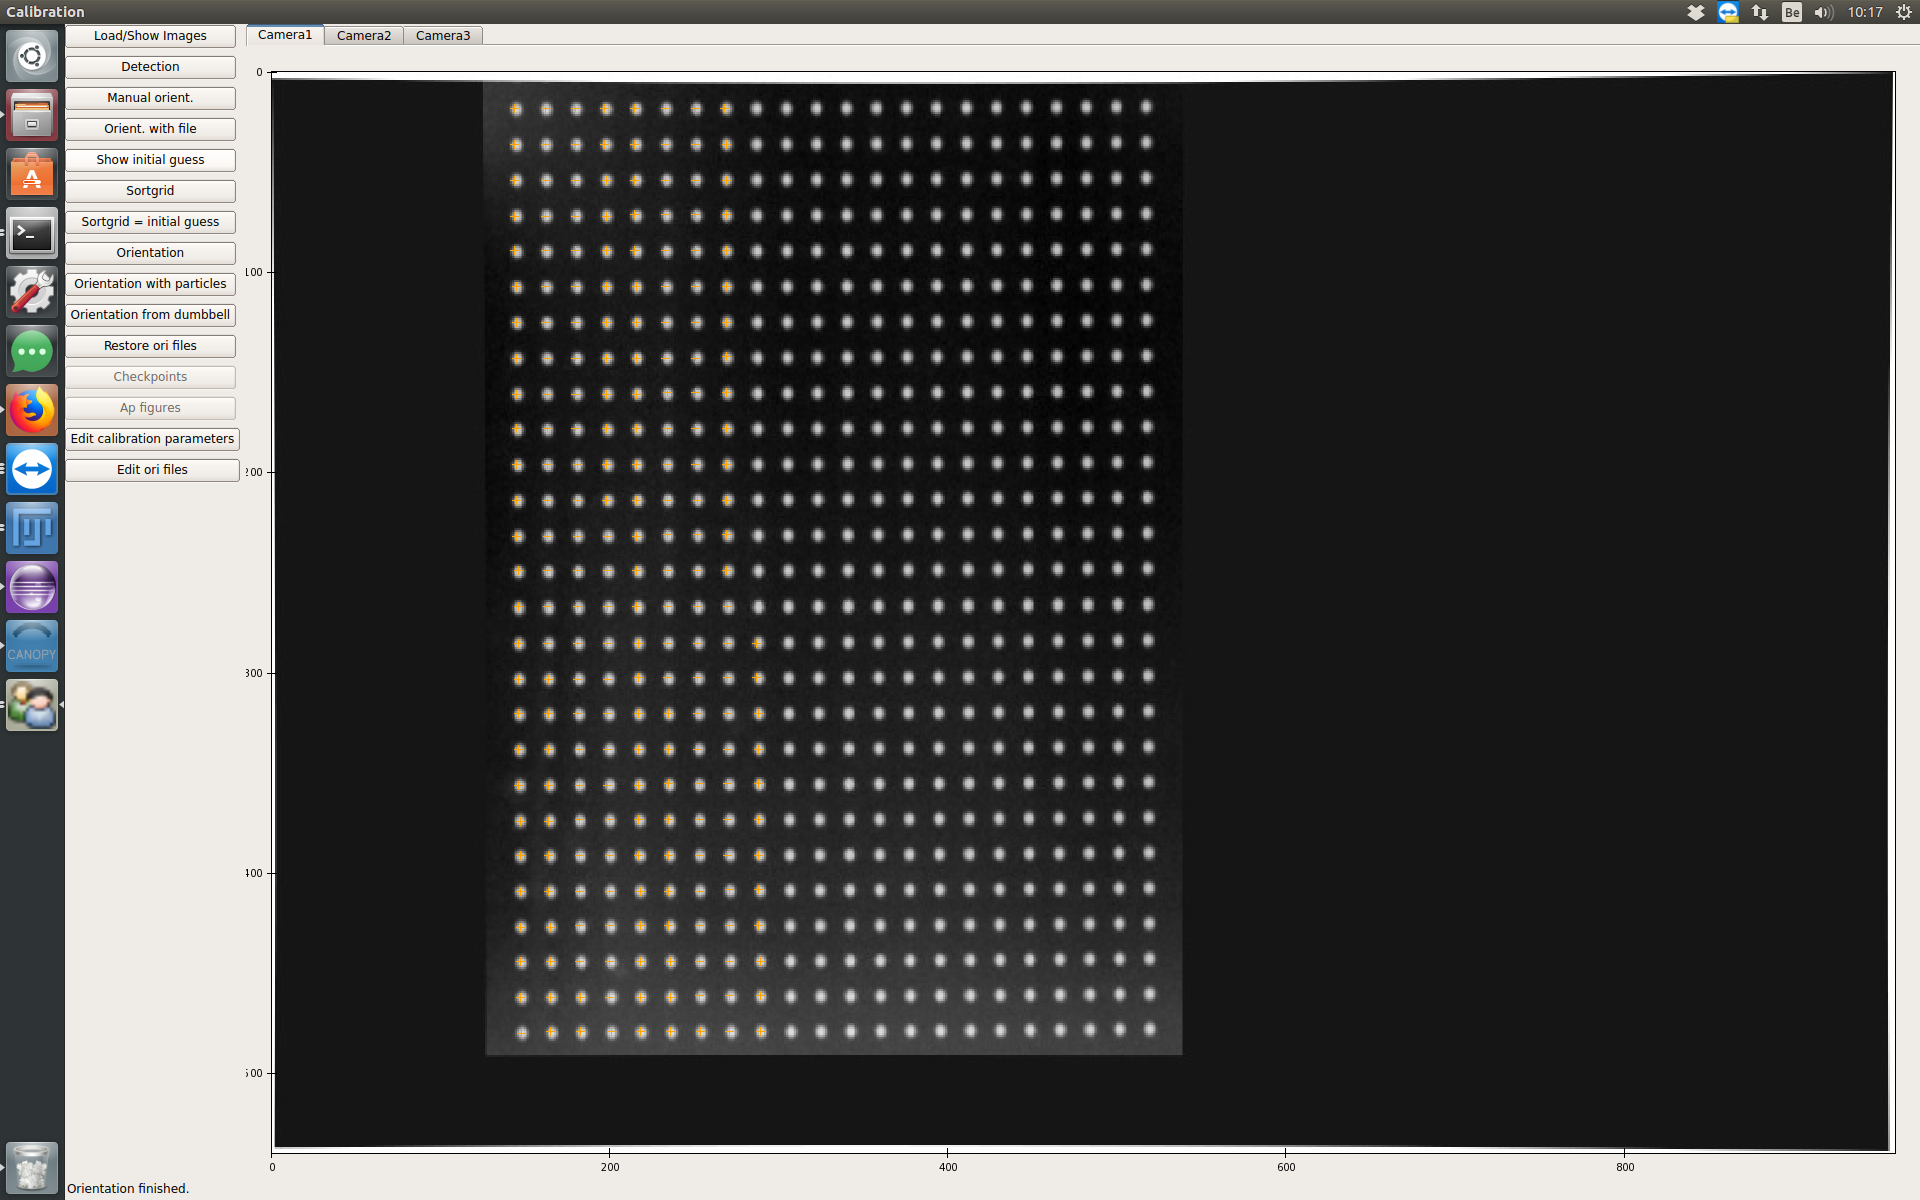 Calibration
Be
10:17
Load/Show Images
Detection
Manual orient.
Orient. with file
Show initial guess
Sortgrid
Sortgrid = initial guess
Orientation
Orientation with particles
Orientation from dumbbell
Restore ori files
Checkpoints
Ap figures
Edit calibration parameters
Edit ori files
Camera1
Camera2
Camera3
0
100
200
300
400
500
0
200
400
600
800
CANOPY
Orientation finished.